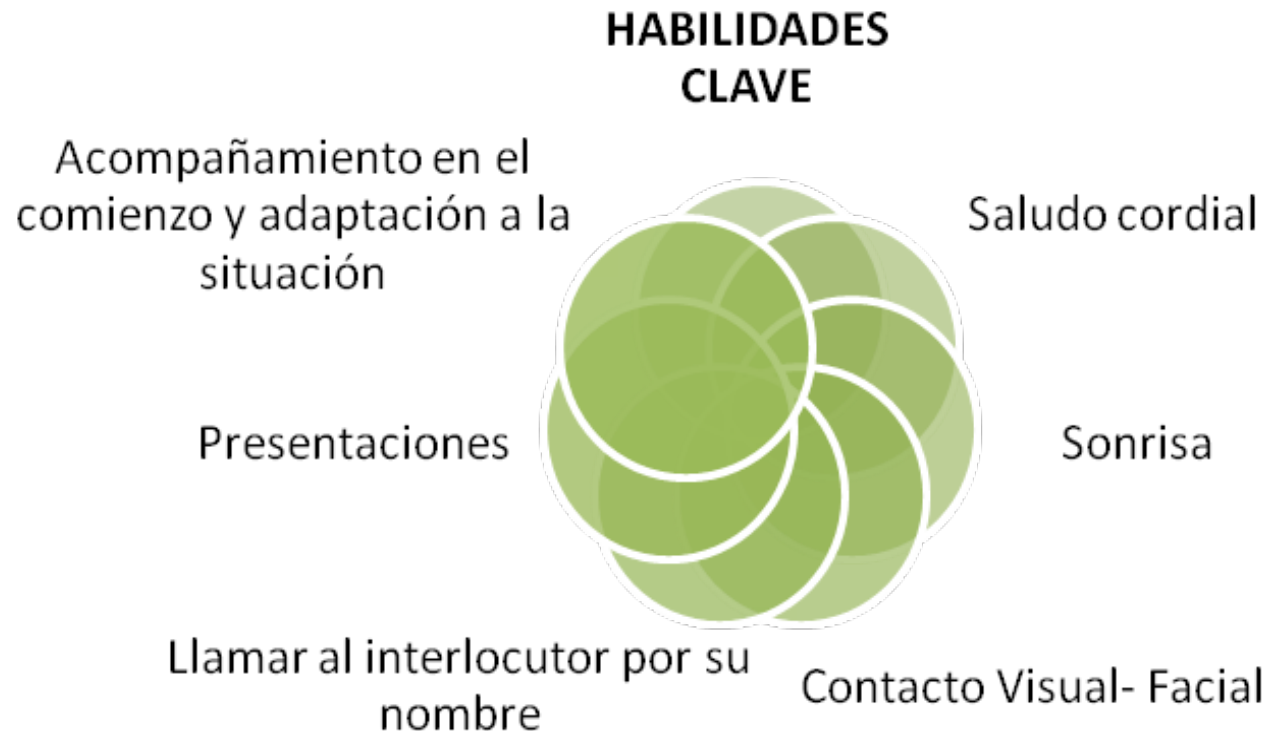 HABILIDADES
CLAVE
Saludo cordial
Sonrisa
Contacto Visual- Facial
Llamar al interlocutor por su
nombre
Presentaciones
Acompañamiento en el
comienzo y adaptación a la
situación